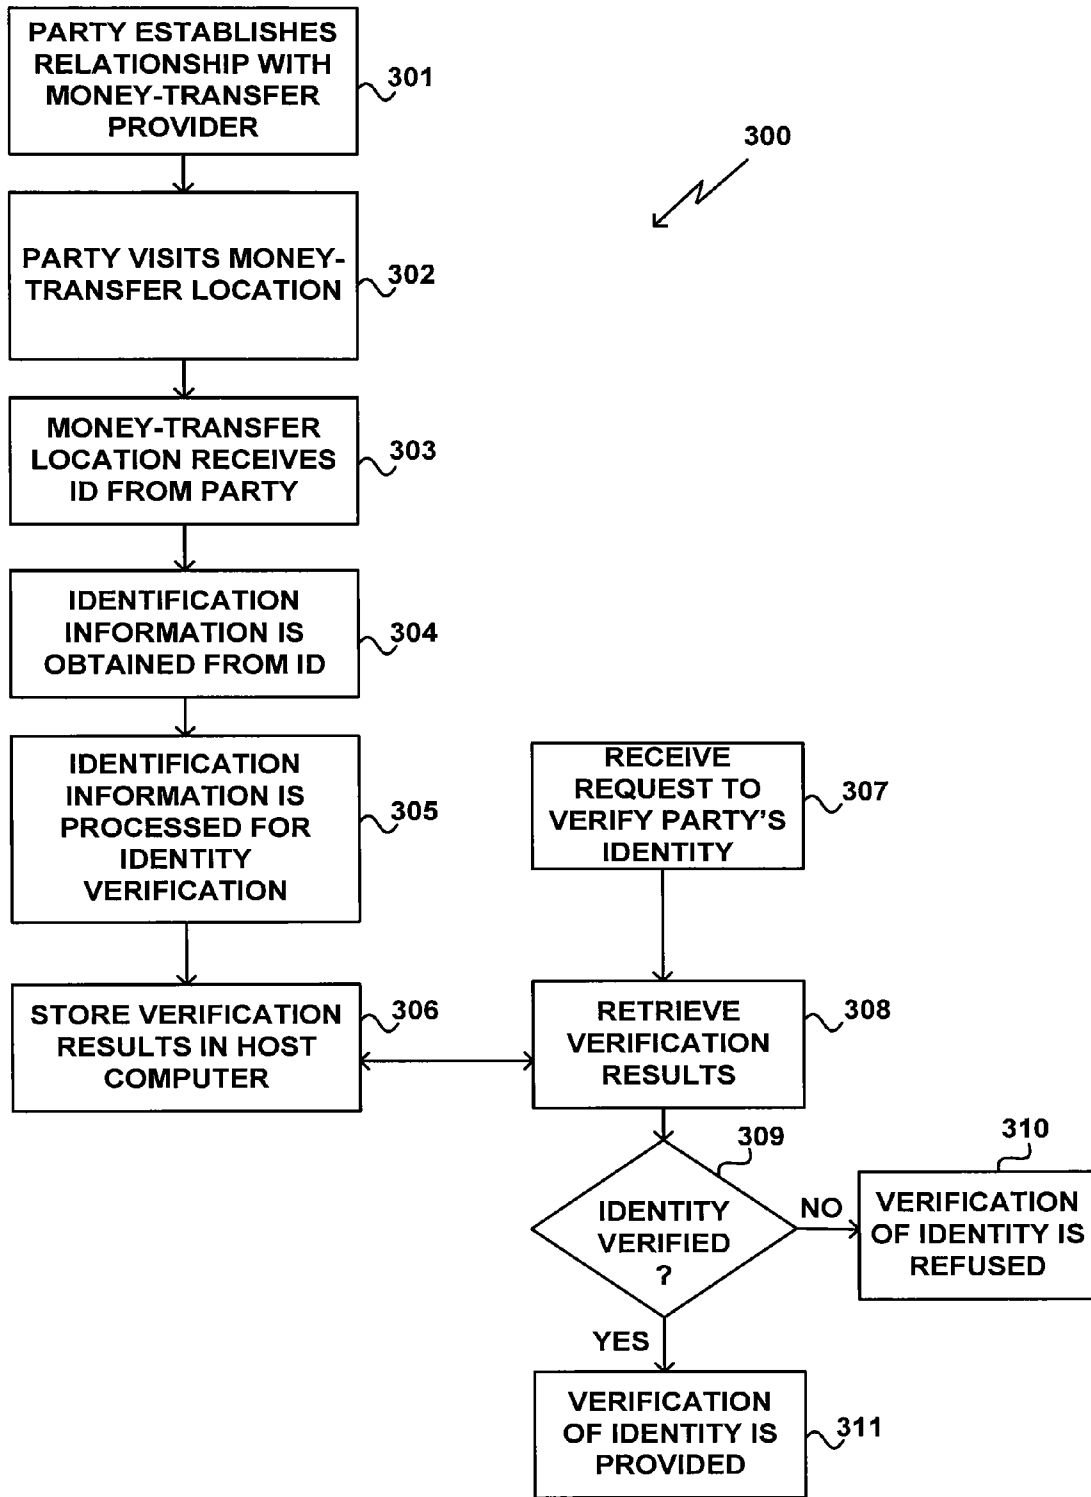 PARTY ESTABLISHES
RELATIONSHIP WITH
MONEY-TRANSFER
PROVIDER
301
300
PARTY VISITS MONEY-
TRANSFER LOCATION
302
MONEY-TRANSFER
LOCATION RECEIVES
ID FROM PARTY
303
IDENTIFICATION
INFORMATION IS
OBTAINED FROM ID
304
IDENTIFICATION
INFORMATION IS
PROCESSED FOR
IDENTITY
VERIFICATION
305
RECEIVE
REQUEST TO
VERIFY PARTY'S
IDENTITY
307
STORE VERIFICATION
RESULTS IN HOST
COMPUTER
306
RETRIEVE
VERIFICATION
RESULTS
308
309
IDENTITY
VERIFIED
?
NO
310
VERIFICATION
OF IDENTITY IS
REFUSED
YES
VERIFICATION
OF IDENTITY IS
PROVIDED
311